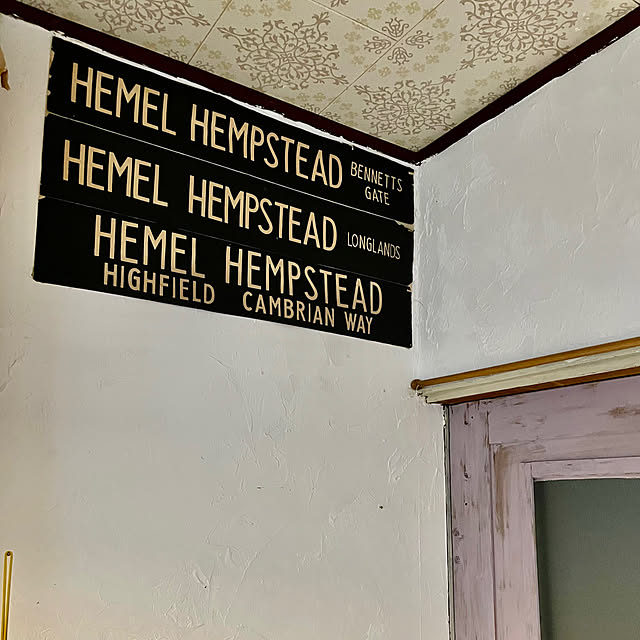 HEMEL HEMPSTEAD BENNETTS GATE
HEMEL HEMPSTEAD LONGLANDS
HEMEL HEMPSTEAD
HIGHFIELD CAMBRIAN WAY